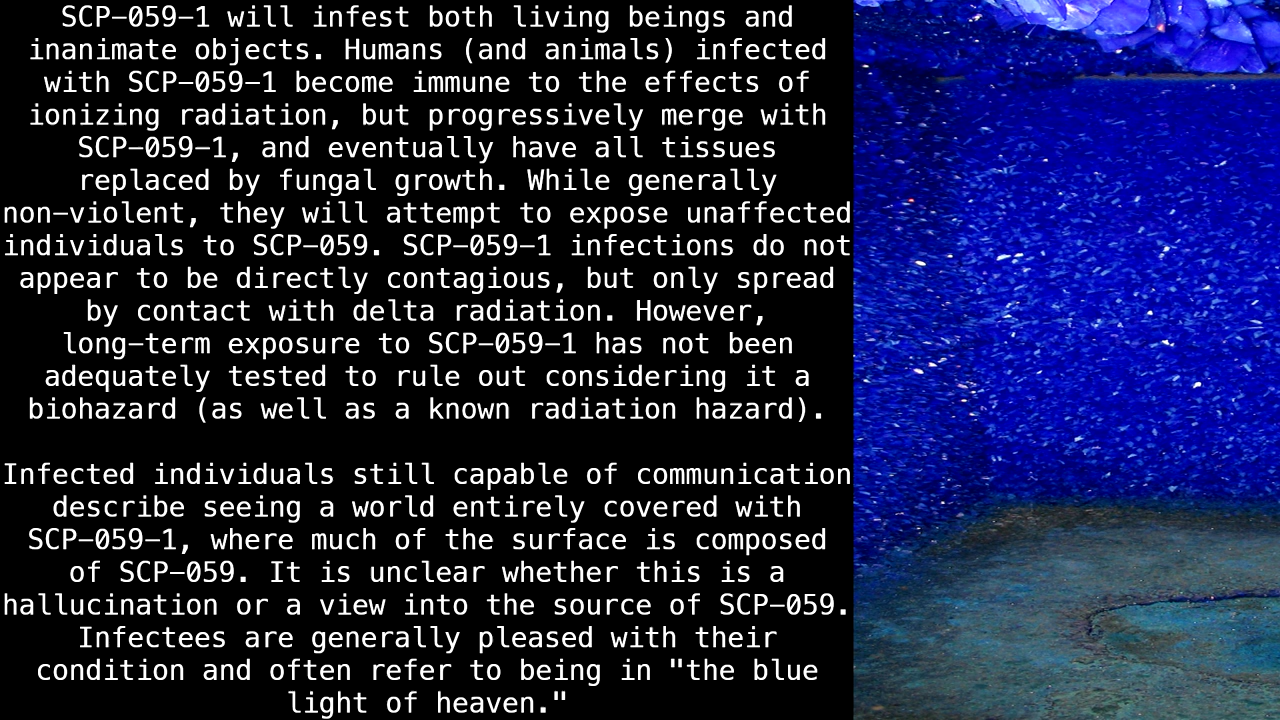 SCP-059-1 will infest both living beings and
inanimate objects. Humans (and animals) infected
with SCP-059-1 become immune to the effects of
ionizing radiation, but progressively merge with
SCP-059-1, and eventually have all tissues
replaced by fungal growth. While generally
non-violent, they will attempt to expose unaffected
individuals to SCP-059. SCP-059-1 infections do not
appear to be directly contagious, but only spread
by contact with delta radiation. However,
long-term exposure to SCP-059-1 has not been
adequately tested to rule out considering it a
biohazard (as well as a known radiation hazard).
Infected individuals still capable of communication
describe seeing a world entirely covered with
SCP-059-1, where much of the surface is composed
of SCP-059. It is unclear whether this is a
hallucination or a view into the source of SCP-059.
Infectees are generally pleased with their
condition and often refer to being in "the blue
light of heaven."